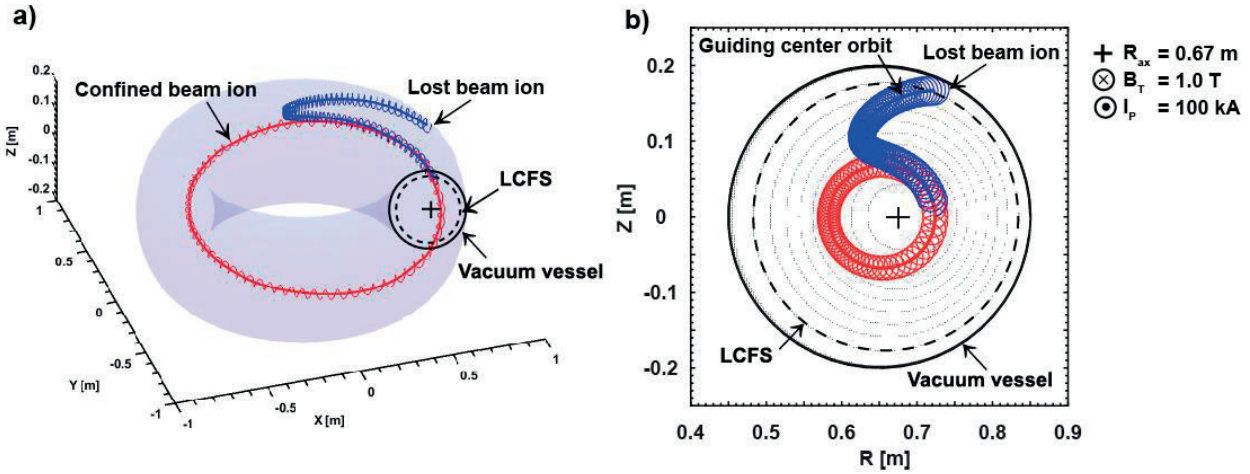 a)
Confined beam ion
Lost beam ion
LCFS
Vacuum vessel
Z [m]
0.2
0.1
0
-0.1
-0.2
1
0.5
0
-0.5
-1
Y [m]
-1
-0.5
0
0.5
1
X [m]
b)
Guiding center orbit
Lost beam ion
LCFS
Vacuum vessel
Z [m]
0.2
0.1
0
-0.1
-0.2
0.4 0.5 0.6 0.7 0.8 0.9
R [m]
+ Rax = 0.67 m
⊗ BT = 1.0 T
⊙ IP = 100 kA